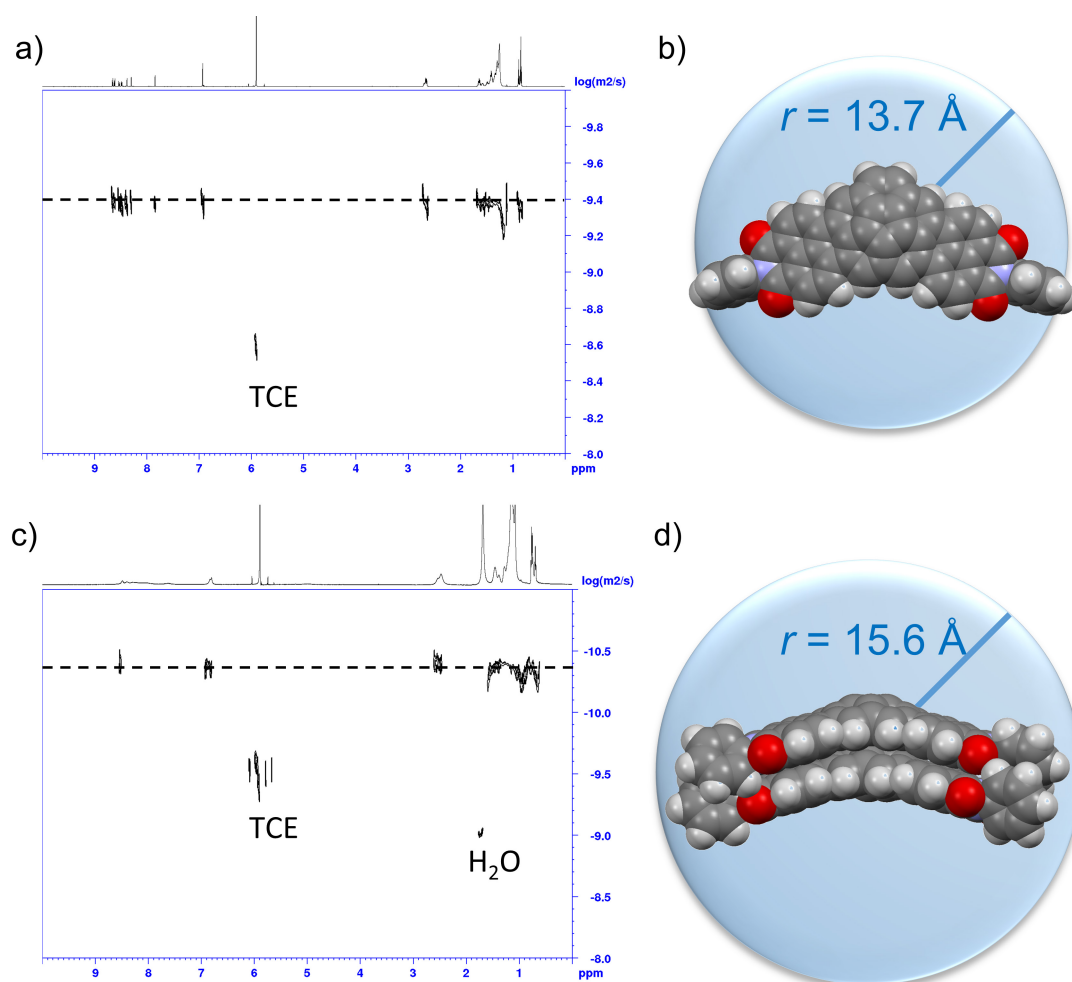 a)
log(m2/s)
-9.8
-9.6
-9.4
-9.2
-9.0
-8.8
-8.6
-8.4
-8.2
-8.0
TCE
9 8 7 6 5 4 3 2 1 ppm
b)
r = 13.7 Å
c)
log(m2/s)
-10.5
-10.0
-9.5
-9.0
-8.5
-8.0
TCE
H₂O
9 8 7 6 5 4 3 2 1 ppm
d)
r = 15.6 Å